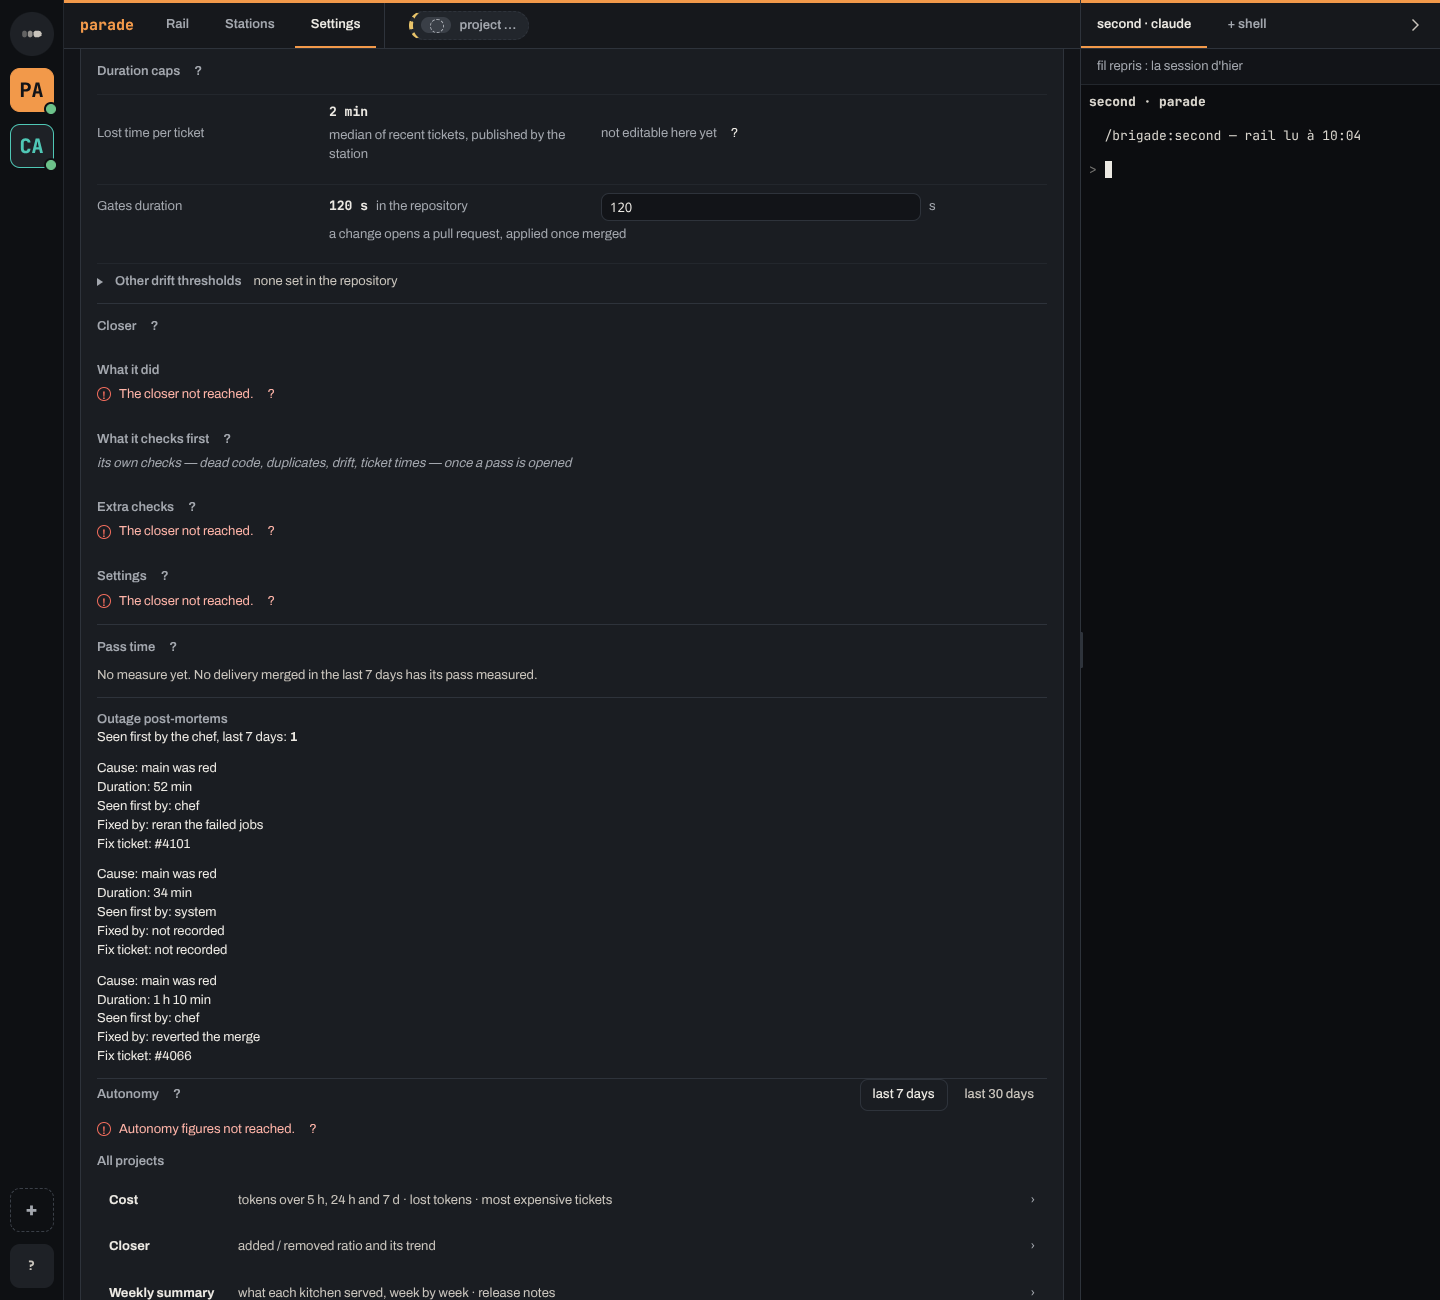 parade Rail Stations Settings project ... second · claude + shell
fil repris : la session d'hier
PA
CA
second · parade
/brigade:second — rail lu à 10:04
>
Duration caps ?
Lost time per ticket
2 min
median of recent tickets, published by the
station
not editable here yet ?
Gates duration
120 s in the repository
120 s
a change opens a pull request, applied once merged
Other drift thresholds none set in the repository
Closer ?
What it did
The closer not reached. ?
What it checks first ?
its own checks — dead code, duplicates, drift, ticket times — once a pass is opened
Extra checks ?
The closer not reached. ?
Settings ?
The closer not reached. ?
Pass time ?
No measure yet. No delivery merged in the last 7 days has its pass measured.
Outage post-mortems
Seen first by the chef, last 7 days: 1
Cause: main was red
Duration: 52 min
Seen first by: chef
Fixed by: reran the failed jobs
Fix ticket: #4101
Cause: main was red
Duration: 34 min
Seen first by: system
Fixed by: not recorded
Fix ticket: not recorded
Cause: main was red
Duration: 1 h 10 min
Seen first by: chef
Fixed by: reverted the merge
Fix ticket: #4066
Autonomy ? last 7 days last 30 days
Autonomy figures not reached. ?
All projects
Cost tokens over 5 h, 24 h and 7 d · lost tokens · most expensive tickets ›
Closer added / removed ratio and its trend ›
Weekly summary what each kitchen served, week by week · release notes ›
+
?